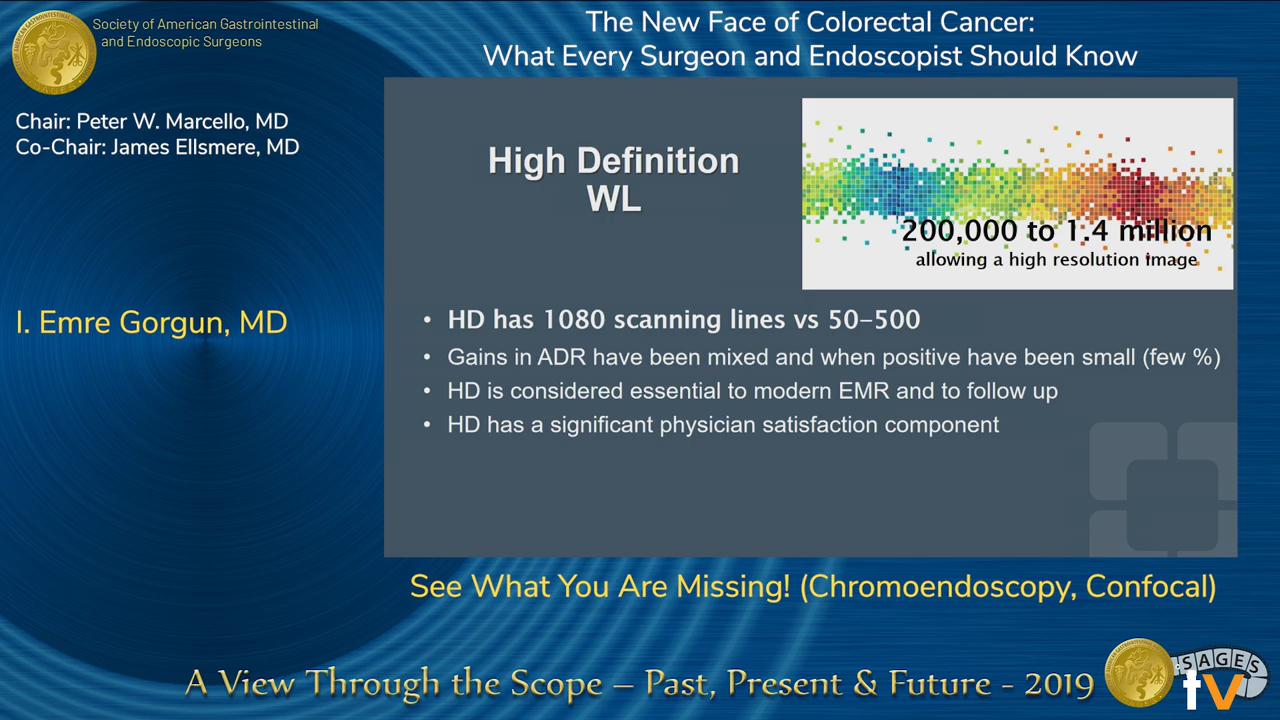 Society of American Gastrointestinal
and Endoscopic Surgeons
The New Face of Colorectal Cancer:
What Every Surgeon and Endoscopist Should Know
Chair: Peter W. Marcello, MD
Co-Chair: James Ellsmere, MD
I. Emre Gorgun, MD
High Definition
WL
200,000 to 1.4 million
allowing a high resolution image
• HD has 1080 scanning lines vs 50–500
• Gains in ADR have been mixed and when positive have been small (few %)
• HD is considered essential to modern EMR and to follow up
• HD has a significant physician satisfaction component
See What You Are Missing! (Chromoendoscopy, Confocal)
A View Through the Scope – Past, Present & Future - 2019
SAGES
tv